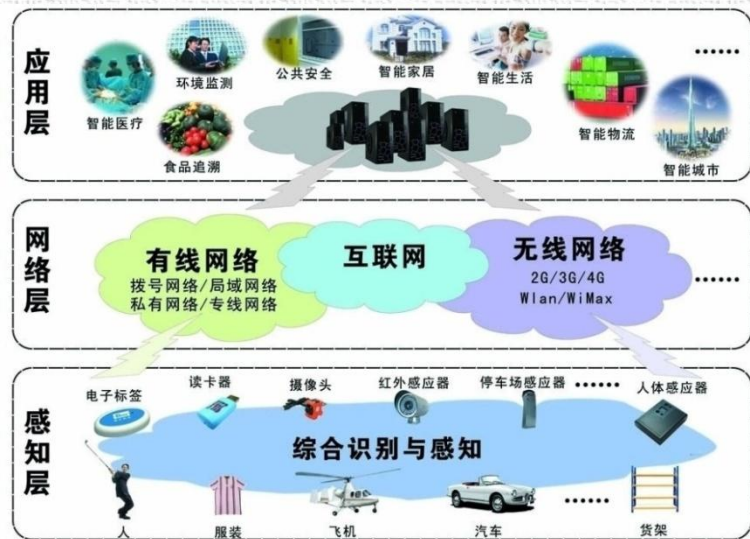 应用层
智能医疗
环境监测
公共安全
智能家居
智能生活
智能物流
智能城市
食品追溯
······
网络层
有线网络
拨号网络/局域网络
私有网络/专线网络
互联网
无线网络
2G/3G/4G
Wlan/WiMax
······
感知层
电子标签
读卡器
摄像头
红外感应器
停车场感应器
······
人体感应器
综合识别与感知
人
服装
飞机
汽车
······
货架